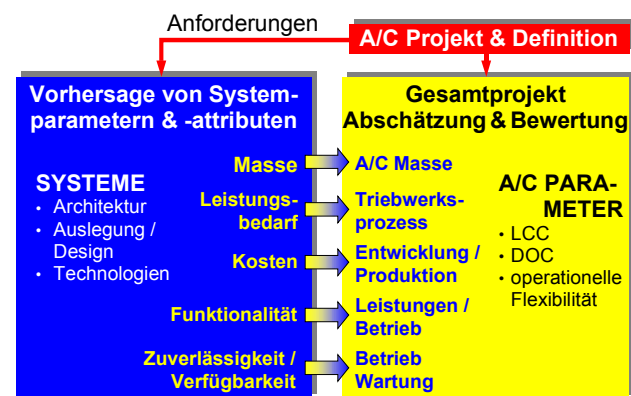 Anforderungen
A/C Projekt & Definition
Vorhersage von System-
parametern & -attributen
SYSTEME
• Architektur
• Auslegung /
Design
• Technologien
Masse
Leistungs-
bedarf
Kosten
Funktionalität
Zuverlässigkeit /
Verfügbarkeit
Gesamtprojekt
Abschätzung & Bewertung
A/C Masse
Triebwerks-
prozess
Entwicklung /
Produktion
Leistungen /
Betrieb
Betrieb
Wartung
A/C PARA-
METER
• LCC
• DOC
• operationelle
Flexibilität